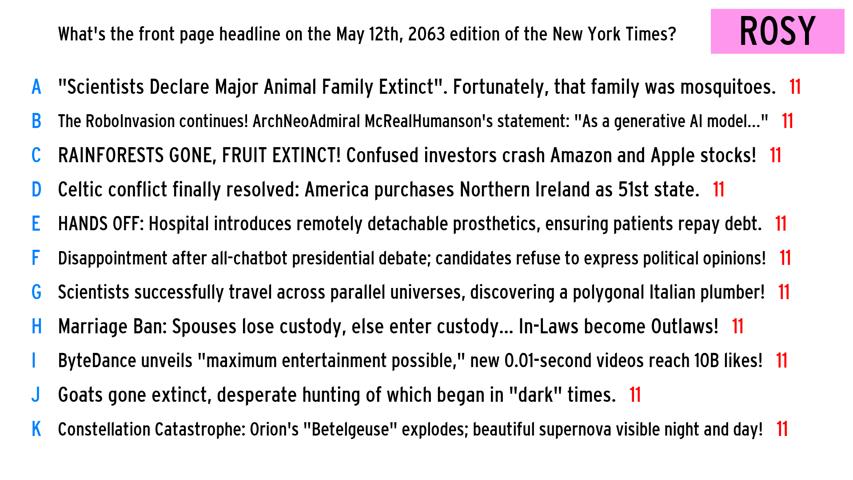 What's the front page headline on the May 12th, 2063 edition of the New York Times? ROSY
A "Scientists Declare Major Animal Family Extinct". Fortunately, that family was mosquitoes. 11
B The RoboInvasion continues! ArchNeoAdmiral McRealHumanson's statement: "As a generative AI model..." 11
C RAINFORESTS GONE, FRUIT EXTINCT! Confused investors crash Amazon and Apple stocks! 11
D Celtic conflict finally resolved: America purchases Northern Ireland as 51st state. 11
E HANDS OFF: Hospital introduces remotely detachable prosthetics, ensuring patients repay debt. 11
F Disappointment after all-chatbot presidential debate; candidates refuse to express political opinions! 11
G Scientists successfully travel across parallel universes, discovering a polygonal Italian plumber! 11
H Marriage Ban: Spouses lose custody, else enter custody... In-Laws become Outlaws! 11
I ByteDance unveils "maximum entertainment possible," new 0.01-second videos reach 10B likes! 11
J Goats gone extinct, desperate hunting of which began in "dark" times. 11
K Constellation Catastrophe: Orion's "Betelgeuse" explodes; beautiful supernova visible night and day! 11